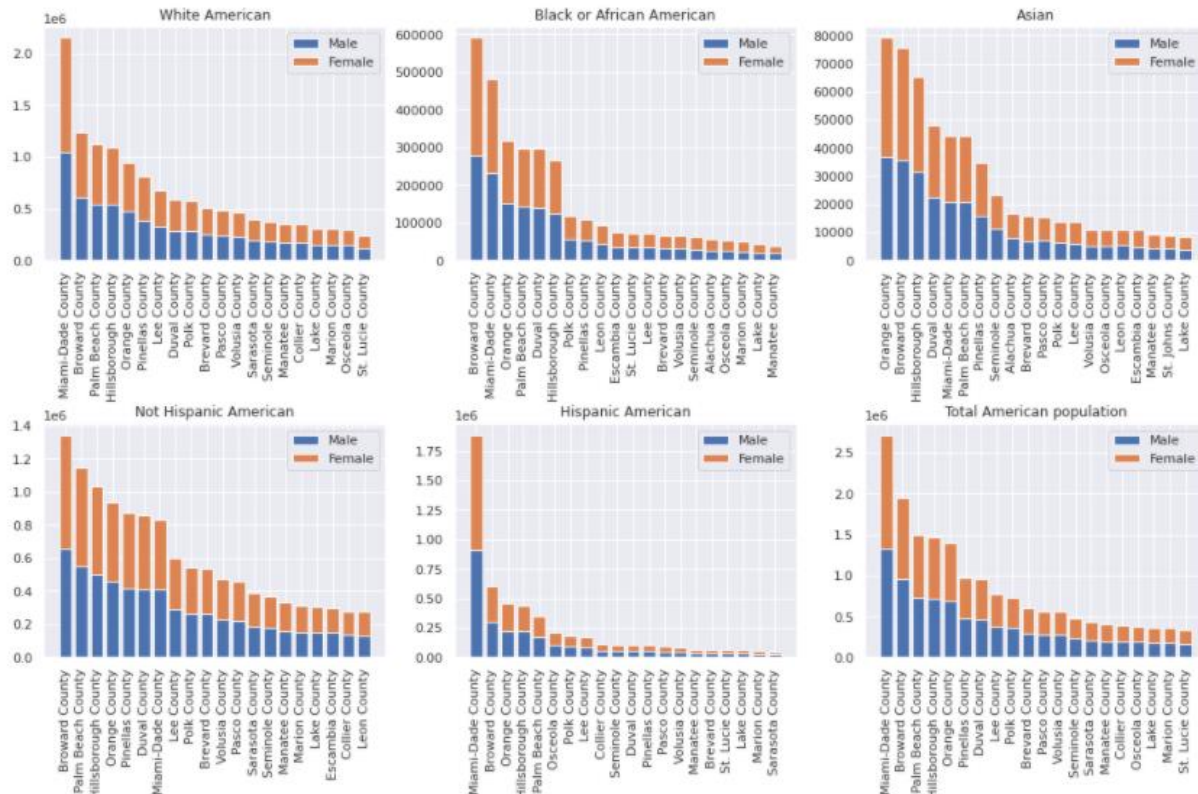 White American
1e6
2.0
1.5
1.0
0.5
0.0
Male
Female
Miami-Dade County
Broward County
Palm Beach County
Hillsborough County
Orange County
Pinellas County
Lee County
Duval County
Polk County
Brevard County
Pasco County
Volusia County
Sarasota County
Seminole County
Manatee County
Collier County
Lake County
Marion County
Osceola County
St. Lucie County
Black or African American
600000
500000
400000
300000
200000
100000
0
Male
Female
Broward County
Miami-Dade County
Orange County
Palm Beach County
Duval County
Hillsborough County
Polk County
Pinellas County
Leon County
Escambia County
St. Lucie County
Lee County
Brevard County
Volusia County
Seminole County
Alachua County
Osceola County
Marion County
Lake County
Manatee County
Asian
80000
70000
60000
50000
40000
30000
20000
10000
0
Male
Female
Orange County
Broward County
Hillsborough County
Duval County
Miami-Dade County
Palm Beach County
Pinellas County
Seminole County
Alachua County
Brevard County
Pasco County
Polk County
Lee County
Volusia County
Osceola County
Leon County
Escambia County
Manatee County
St. Johns County
Lake County
Not Hispanic American
1e6
1.4
1.2
1.0
0.8
0.6
0.4
0.2
0.0
Male
Female
Broward County
Palm Beach County
Hillsborough County
Orange County
Pinellas County
Duval County
Miami-Dade County
Lee County
Polk County
Brevard County
Volusia County
Pasco County
Sarasota County
Seminole County
Manatee County
Marion County
Lake County
Escambia County
Collier County
Leon County
Hispanic American
1e6
1.75
1.50
1.25
1.00
0.75
0.50
0.25
0.00
Male
Female
Miami-Dade County
Broward County
Orange County
Hillsborough County
Palm Beach County
Osceola County
Polk County
Lee County
Collier County
Seminole County
Duval County
Pinellas County
Pasco County
Volusia County
Manatee County
Brevard County
St. Lucie County
Lake County
Marion County
Sarasota County
Total American population
1e6
2.5
2.0
1.5
1.0
0.5
0.0
Male
Female
Miami-Dade County
Broward County
Palm Beach County
Hillsborough County
Orange County
Pinellas County
Duval County
Lee County
Polk County
Brevard County
Pasco County
Volusia County
Seminole County
Sarasota County
Manatee County
Collier County
Osceola County
Lake County
Marion County
St. Lucie County